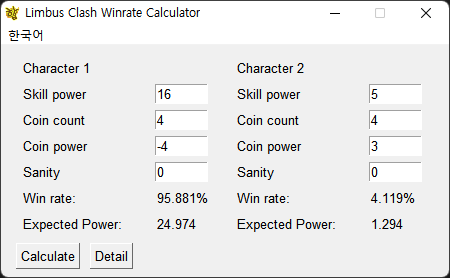 Limbus Clash Winrate Calculator
한국어
Character 1 Character 2
Skill power 16 Skill power 5
Coin count 4 Coin count 4
Coin power -4 Coin power 3
Sanity 0 Sanity 0
Win rate: 95.881% Win rate: 4.119%
Expected Power: 24.974 Expected Power: 1.294
Calculate Detail